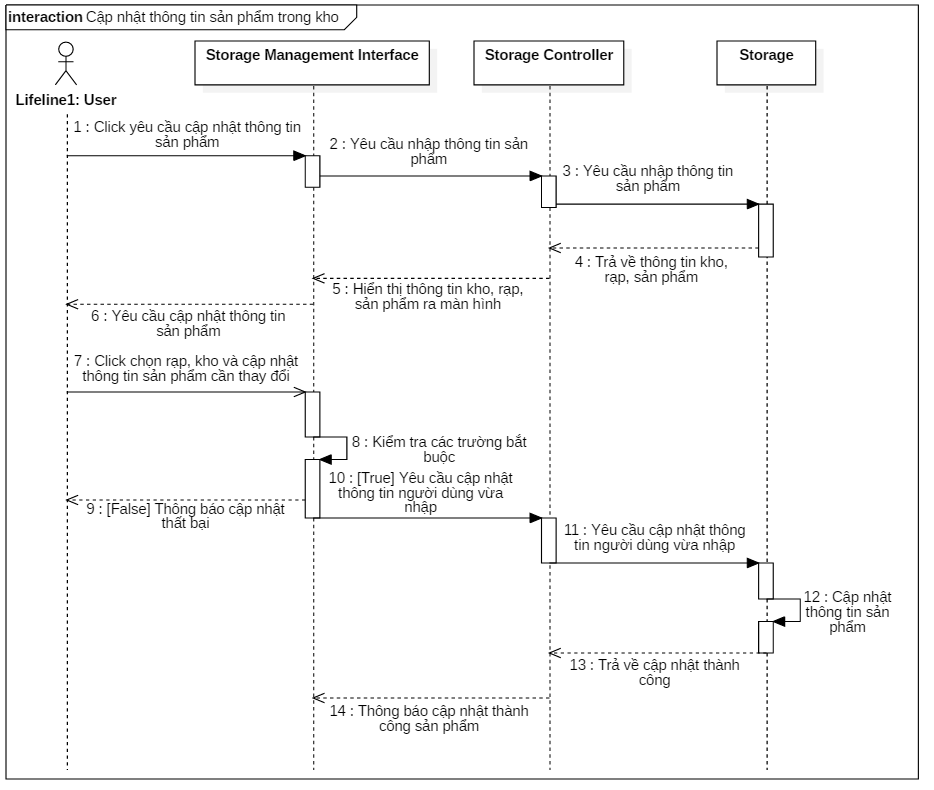 interaction Cập nhật thông tin sản phẩm trong kho
Storage Management Interface
Storage Controller
Storage
Lifeline1: User
1 : Click yêu cầu cập nhật thông tin
sản phẩm
2 : Yêu cầu nhập thông tin sản
phẩm
3 : Yêu cầu nhập thông tin
sản phẩm
4 : Trả về thông tin kho,
rạp, sản phẩm
5 : Hiển thị thông tin kho, rạp,
sản phẩm ra màn hình
6 : Yêu cầu cập nhật thông tin
sản phẩm
7 : Click chọn rạp, kho và cập nhật
thông tin sản phẩm cần thay đổi
8 : Kiểm tra các trường bắt
buộc
10 : [True] Yêu cầu cập nhật
thông tin người dùng vừa
nhập
9 : [False] Thông báo cập nhật
thất bại
11 : Yêu cầu cập nhật thông
tin người dùng vừa nhập
12 : Cập nhật
thông tin sản
phẩm
13 : Trả về cập nhật thành
công
14 : Thông báo cập nhật thành
công sản phẩm